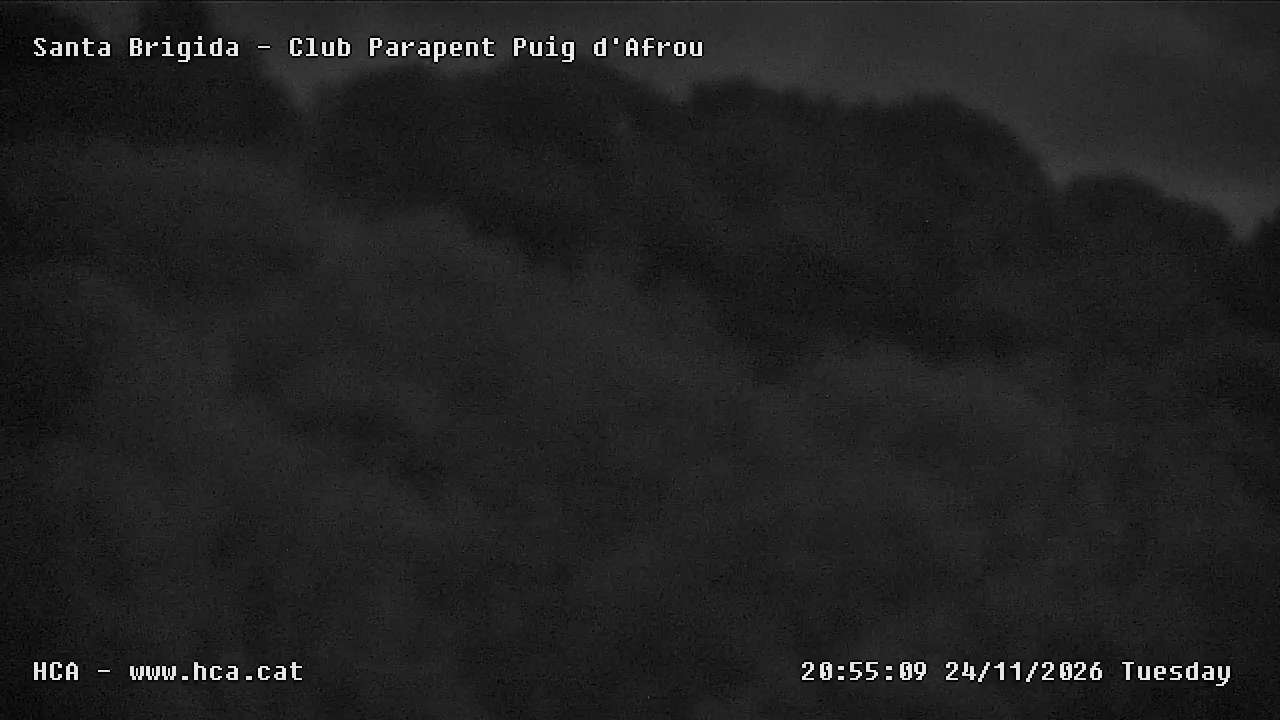 Santa Brigida - Club Parapent Puig d'Afrou
HCA - www.hca.cat
20:55:09 24/11/2026 Tuesday